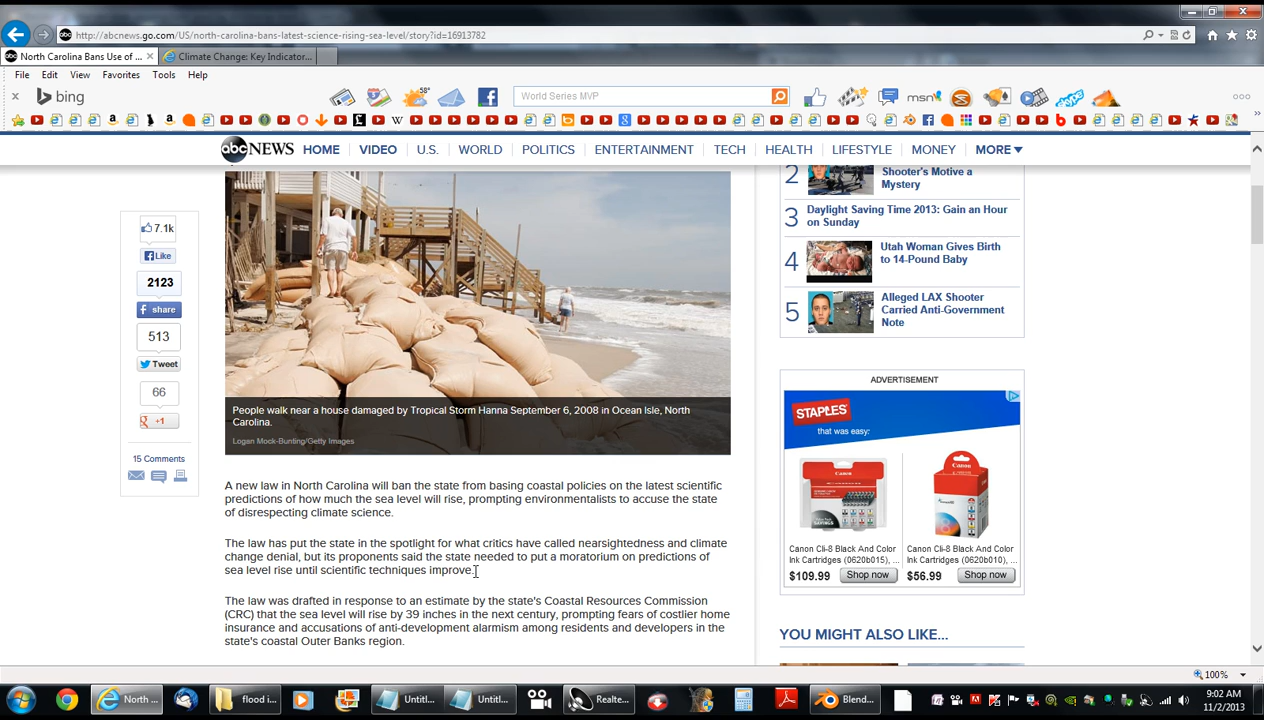 http://abcnews.go.com/US/north-carolina-bans-latest-science-rising-sea-level/story?id=16913782
North Carolina Bans Use of ...
Climate Change: Key Indicator...
File Edit View Favorites Tools Help
bing
58°
World Series MVP
msn
abc NEWS HOME VIDEO U.S. WORLD POLITICS ENTERTAINMENT TECH HEALTH LIFESTYLE MONEY MORE
7.1k
Like
2123
share
513
Tweet
66
+1
15 Comments
People walk near a house damaged by Tropical Storm Hanna September 6, 2008 in Ocean Isle, North
Carolina.
Logan Mock-Bunting/Getty Images
A new law in North Carolina will ban the state from basing coastal policies on the latest scientific
predictions of how much the sea level will rise, prompting environmentalists to accuse the state
of disrespecting climate science.
The law has put the state in the spotlight for what critics have called nearsightedness and climate
change denial, but its proponents said the state needed to put a moratorium on predictions of
sea level rise until scientific techniques improve.
The law was drafted in response to an estimate by the state's Coastal Resources Commission
(CRC) that the sea level will rise by 39 inches in the next century, prompting fears of costlier home
insurance and accusations of anti-development alarmism among residents and developers in the
state's coastal Outer Banks region.
2
Shooter's Motive a
Mystery
3
Daylight Saving Time 2013: Gain an Hour
on Sunday
4
Utah Woman Gives Birth
to 14-Pound Baby
5
Alleged LAX Shooter
Carried Anti-Government
Note
ADVERTISEMENT
STAPLES
that was easy:
Canon Cli-8 Black And Color
Ink Cartridges (0620b015), ...
$109.99 Shop now
Canon Cli-8 Black And Color
Ink Cartridges (0620b010), ...
$56.99 Shop now
YOU MIGHT ALSO LIKE...
100%
North ...
flood i...
Untitl...
Untitl...
Realte...
Blend...
9:02 AM
11/2/2013